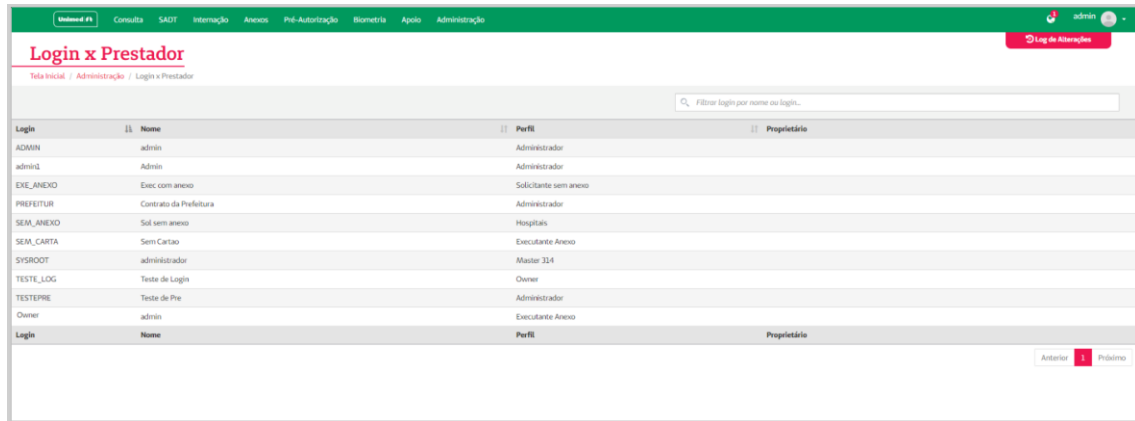 Unimed Consulta SADT Internação Anexos Pré-Autorização Biometria Apoio Administração admin
Log de Alterações
Login x Prestador
Tela Inicial / Administração / Login x Prestador
Filtrar login por nome ou login...
Login Nome Perfil Proprietário
ADMIN admin Administrador
admin1 Admin Administrador
EXE_ANEXO Exec com anexo Solicitante sem anexo
PREFEITUR Contrato da Prefeitura Administrador
SEM_ANEXO Sol sem anexo Hospitais
SEM_CARTA Sem Cartao Executante Anexo
SYSROOT administrador Master 314
TESTE_LOG Teste de Login Owner
TESTEPRE Teste de Pre Administrador
Owner admin Executante Anexo
Login Nome Perfil Proprietário
Anterior 1 Próximo